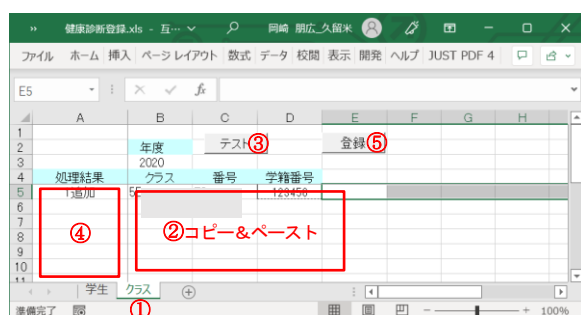 » 健康診断登録.xls - 互… 岡崎 朋広_久留米
ファイル ホーム 挿入 ページ レイアウト 数式 データ 校閲 表示 開発 ヘルプ JUST PDF 4
E5 fx
A B C D E F G H
1
2 年度 テスト ③ 登録 ⑤
3 2020
4 処理結果 クラス 番号 学籍番号
5 1追加 5E 123456
6
7
8 ④ ②コピー&ペースト
9
10
11
学生 クラス
準備完了 ① 100%